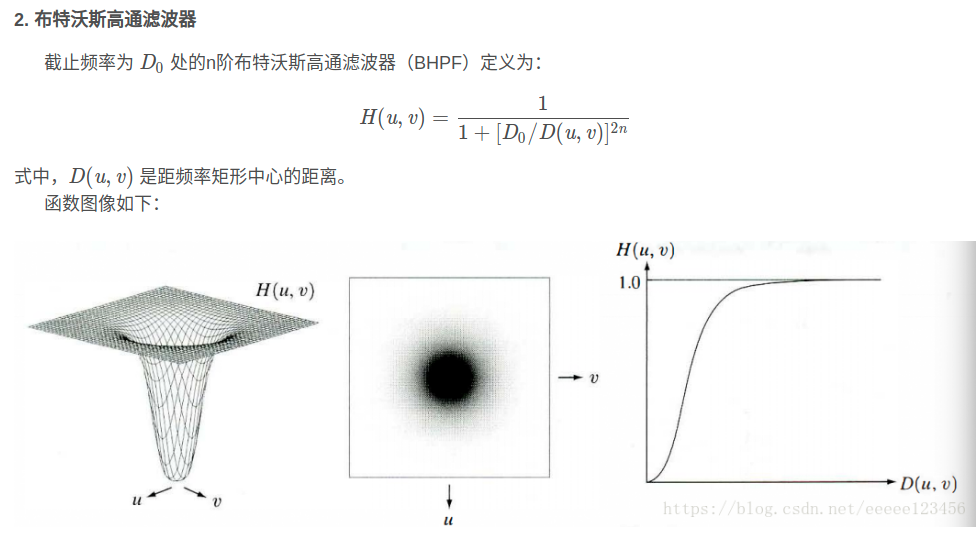 2. 布特沃斯高通滤波器
截止频率为 D₀ 处的n阶布特沃斯高通滤波器（BHPF）定义为：
H(u, v) = 1 / (1 + [D₀/D(u, v)]²ⁿ)
式中，D(u, v) 是距频率矩形中心的距离。
函数图像如下：
H(u, v)
u
v
v
u
H(u, v)
1.0
D(u, v)
https://blog.csdn.net/eeeee123456